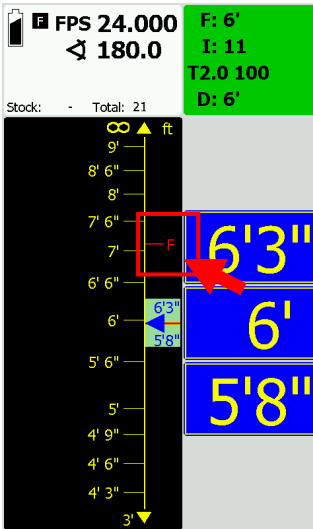 F FPS 24.000
180.0
Stock: - Total: 21
F: 6'
I: 11
T2.0 100
D: 6'
∞ ft
9'
8' 6"
8'
7' 6"
7'
F
6' 6"
6'
6'3"
5'8"
5' 6"
5'
4' 9"
4' 6"
4' 3"
3'
6'3"
6'
5'8"